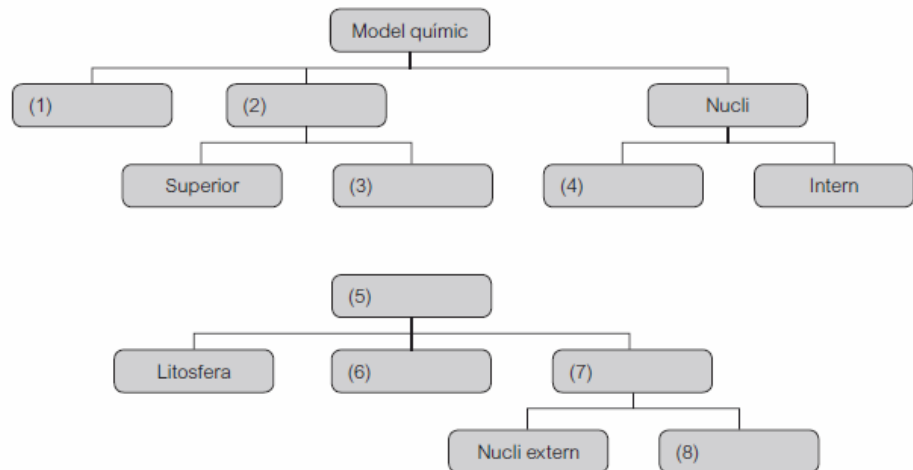 Model químic
(1)
(2)
Nucli
Superior
(3)
(4)
Intern
(5)
Litosfera
(6)
(7)
Nucli extern
(8)